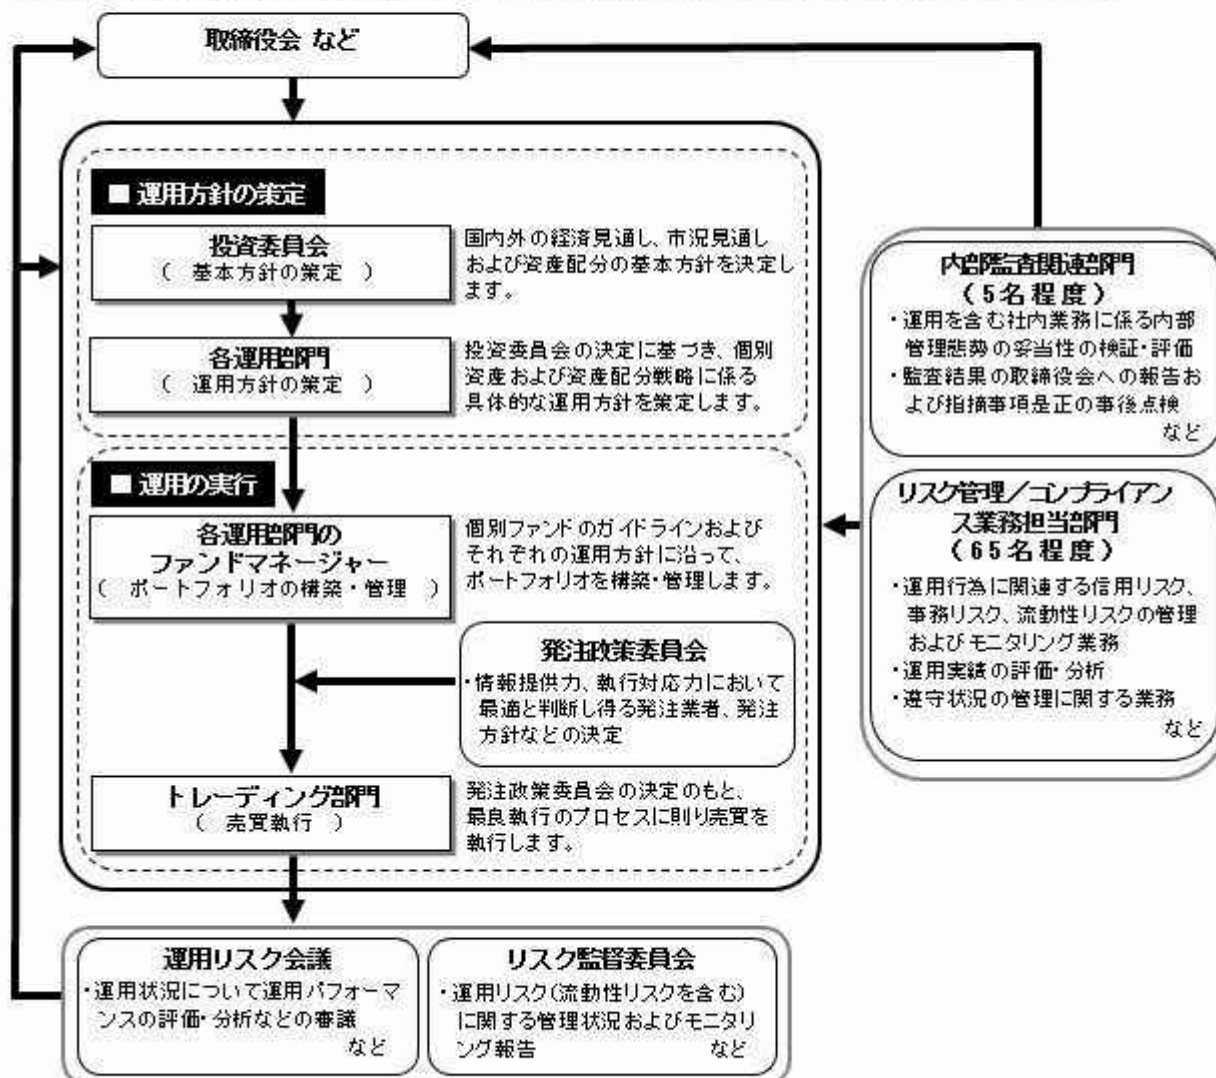 取締役会 など
■ 運用方針の策定
投資委員会
( 基本方針の策定 )
国内外の経済見通し、市況見通し
および資産配分の基本方針を決定し
ます。
各運用部門
( 運用方針の策定 )
投資委員会の決定に基づき、個別
資産および資産配分戦略に係る
具体的な運用方針を策定します。
■ 運用の実行
各運用部門の
ファンドマネージャー
( ポートフォリオの構築・管理 )
個別ファンドのガイドラインおよび
それぞれの運用方針に沿って、
ポートフォリオを構築・管理します。
発注政策委員会
・情報提供力、執行対応力において
最適と判断し得る発注業者、発注
方針などの決定
トレーディング部門
( 売買執行 )
発注政策委員会の決定のもと、
最良執行のプロセスに則り売買を
執行します。
運用リスク会議
・運用状況について運用パフォーマ
ンスの評価・分析などの審議
など
リスク監督委員会
・運用リスク(流動性リスクを含む)
に関する管理状況およびモニタリ
ング報告 など
内部監査関連部門
(5名程度)
・運用を含む社内業務に係る内部
管理態勢の妥当性の検証・評価
・監査結果の取締役会への報告お
よび指摘事項是正の事後点検
など
リスク管理/コンプライアン
ス業務担当部門
(65名程度)
・運用行為に関連する信用リスク、
事務リスク、流動性リスクの管理
およびモニタリング業務
・運用実績の評価・分析
・遵守状況の管理に関する業務
など